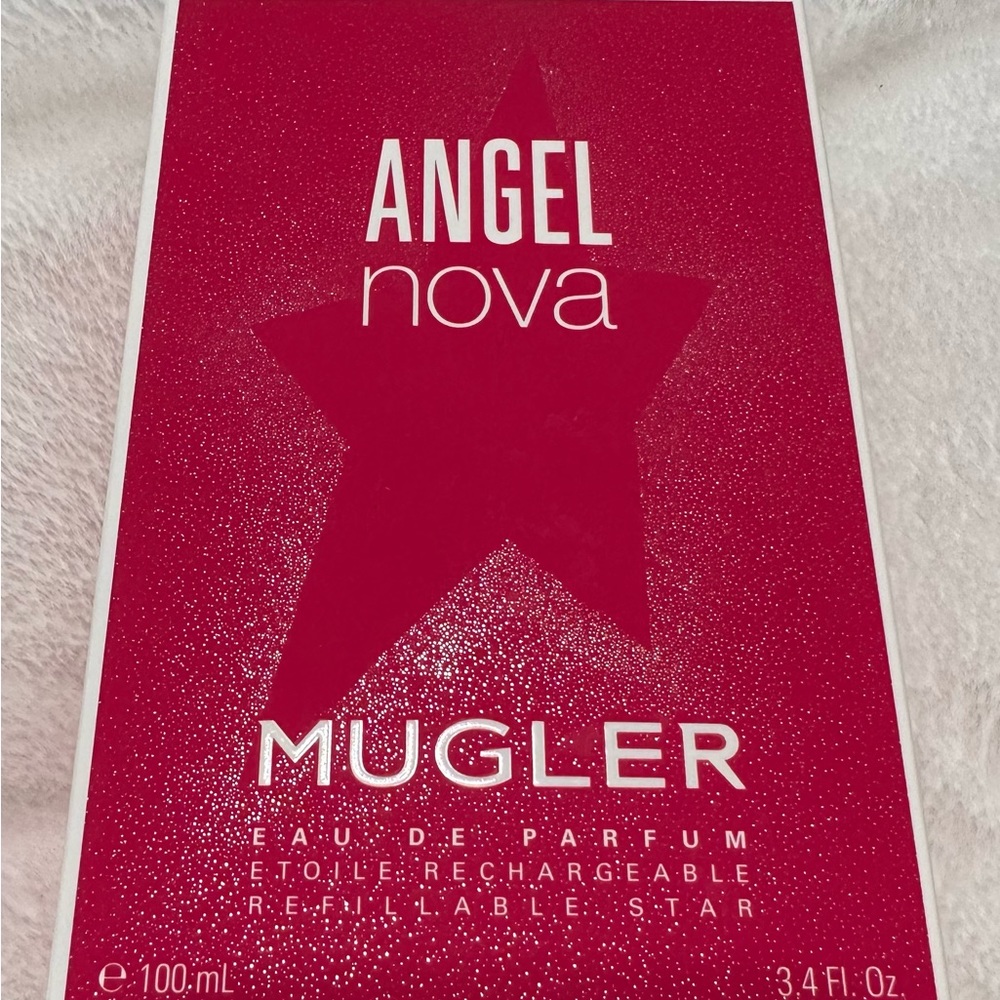 ANGEL
nova
MUGLER
EAU DE PARFUM
ETOILE RECHARGEABLE
REFILLABLE STAR
℮ 100 mL 3.4 Fl. Oz.